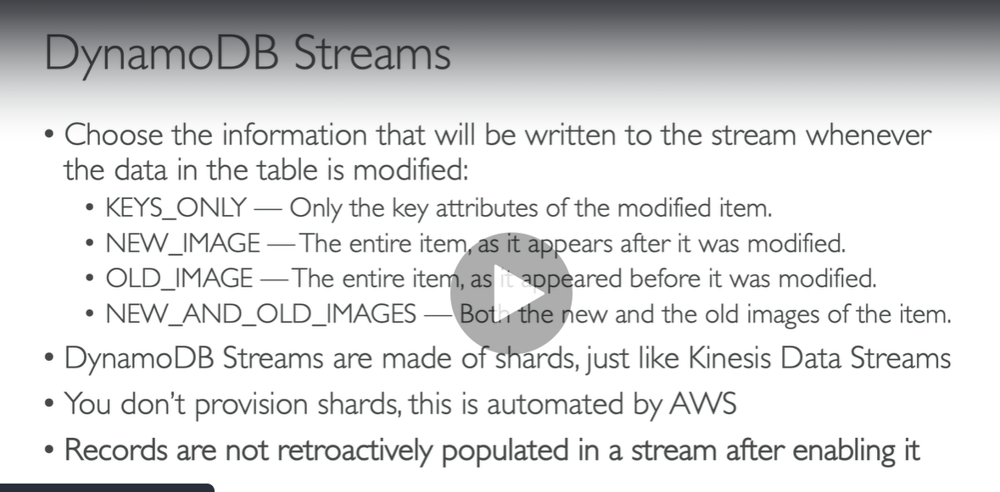 DynamoDB Streams
• Choose the information that will be written to the stream whenever
the data in the table is modified:
• KEYS_ONLY — Only the key attributes of the modified item.
• NEW_IMAGE — The entire item, as it appears after it was modified.
• OLD_IMAGE — The entire item, as it appeared before it was modified.
• NEW_AND_OLD_IMAGES — Both the new and the old images of the item.
• DynamoDB Streams are made of shards, just like Kinesis Data Streams
• You don’t provision shards, this is automated by AWS
• Records are not retroactively populated in a stream after enabling it